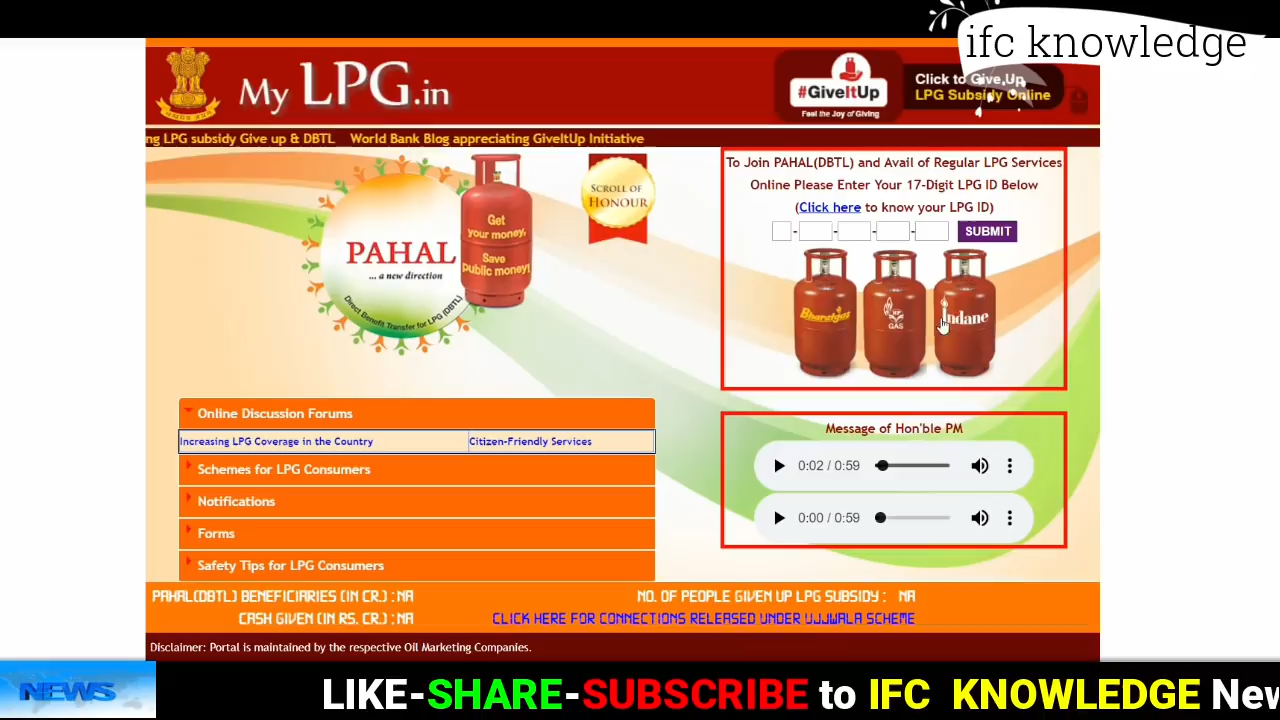 ifc knowledge
My LPG.in
#GiveItUp
Feel the Joy of Giving
Click to Give Up
LPG Subsidy Online
ng LPG subsidy Give up & DBTL World Bank Blog appreciating GiveItUp Initiative
PAHAL
... a new direction
Direct Benefit Transfer for LPG (DBTL)
Get
your money,
Save
public money!
SCROLL OF
HONOUR
To Join PAHAL(DBTL) and Avail of Regular LPG Services
Online Please Enter Your 17-Digit LPG ID Below
(Click here to know your LPG ID)
- - - - SUBMIT
Bharatgas
HP
GAS
Indane
Online Discussion Forums
Increasing LPG Coverage in the Country Citizen-Friendly Services
Schemes for LPG Consumers
Notifications
Forms
Safety Tips for LPG Consumers
Message of Hon'ble PM
0:02 / 0:59
0:00 / 0:59
PAHAL(DBTL) BENEFICIARIES (IN CR.) : NA NO. OF PEOPLE GIVEN UP LPG SUBSIDY : NA
CASH GIVEN (IN RS. CR.) : NA CLICK HERE FOR CONNECTIONS RELEASED UNDER UJJWALA SCHEME
Disclaimer: Portal is maintained by the respective Oil Marketing Companies.
NEWS
LIKE-SHARE-SUBSCRIBE to IFC KNOWLEDGE New